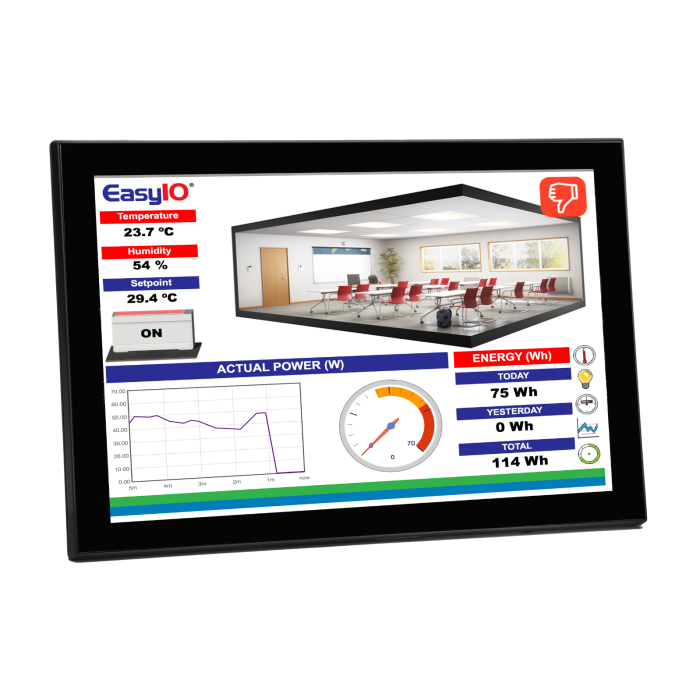 EasyIO®
Temperature
23.7 ºC
Humidity
54 %
Setpoint
29.4 ºC
ON
ACTUAL POWER (W)
70.00
60.00
50.00
40.00
30.00
20.00
10.00
0.00
5m 4m 3m 2m 1m now
0 70
ENERGY (Wh)
TODAY
75 Wh
YESTERDAY
0 Wh
TOTAL
114 Wh